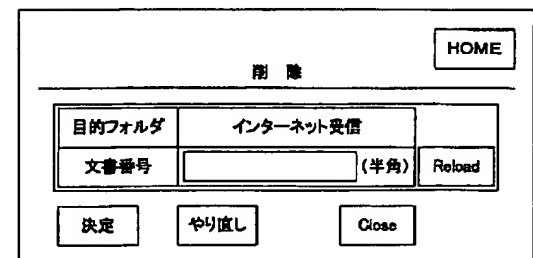 HOME
削 除
目的フォルダ インターネット受信
文書番号 (半角) Reload
決定 やり直し Close